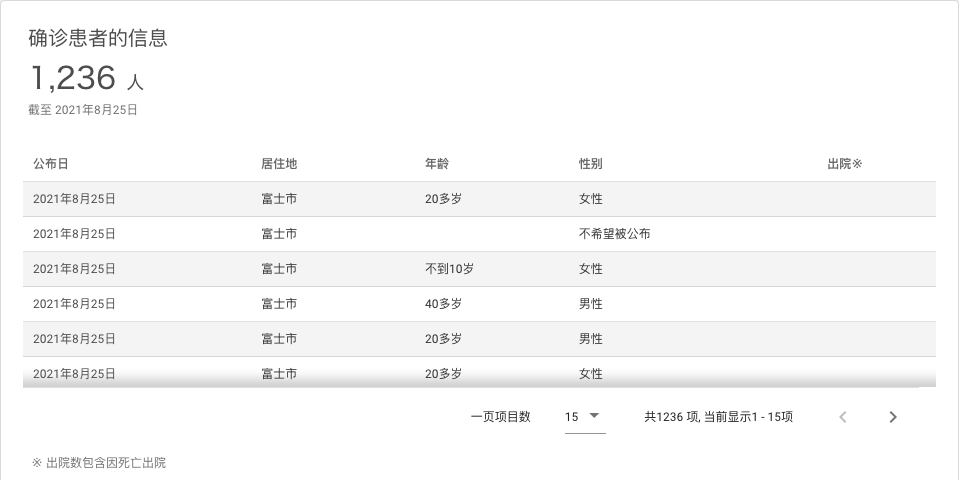 确诊患者的信息
1,236 人
截至 2021年8月25日
公布日 居住地 年龄 性别 出院※
2021年8月25日 富士市 20多岁 女性
2021年8月25日 富士市 不希望被公布
2021年8月25日 富士市 不到10岁 女性
2021年8月25日 富士市 40多岁 男性
2021年8月25日 富士市 20多岁 男性
2021年8月25日 富士市 20多岁 女性
一页项目数 15 共1236 项, 当前显示1 - 15项
※ 出院数包含因死亡出院